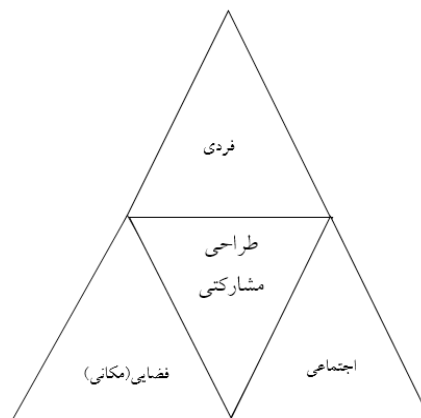 فردی
طراحی
مشارکتی
اجتماعی
فضایی(مکانی)